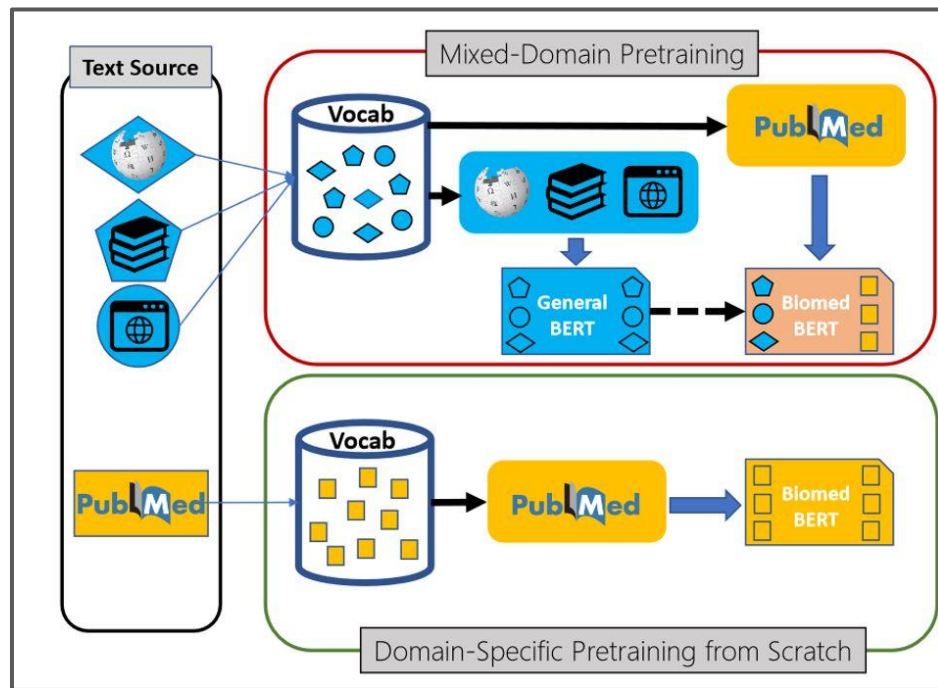 Text Source
Mixed-Domain Pretraining
Vocab
PubMed
General
BERT
Biomed
BERT
PubMed
Vocab
PubMed
Biomed
BERT
Domain-Specific Pretraining from Scratch